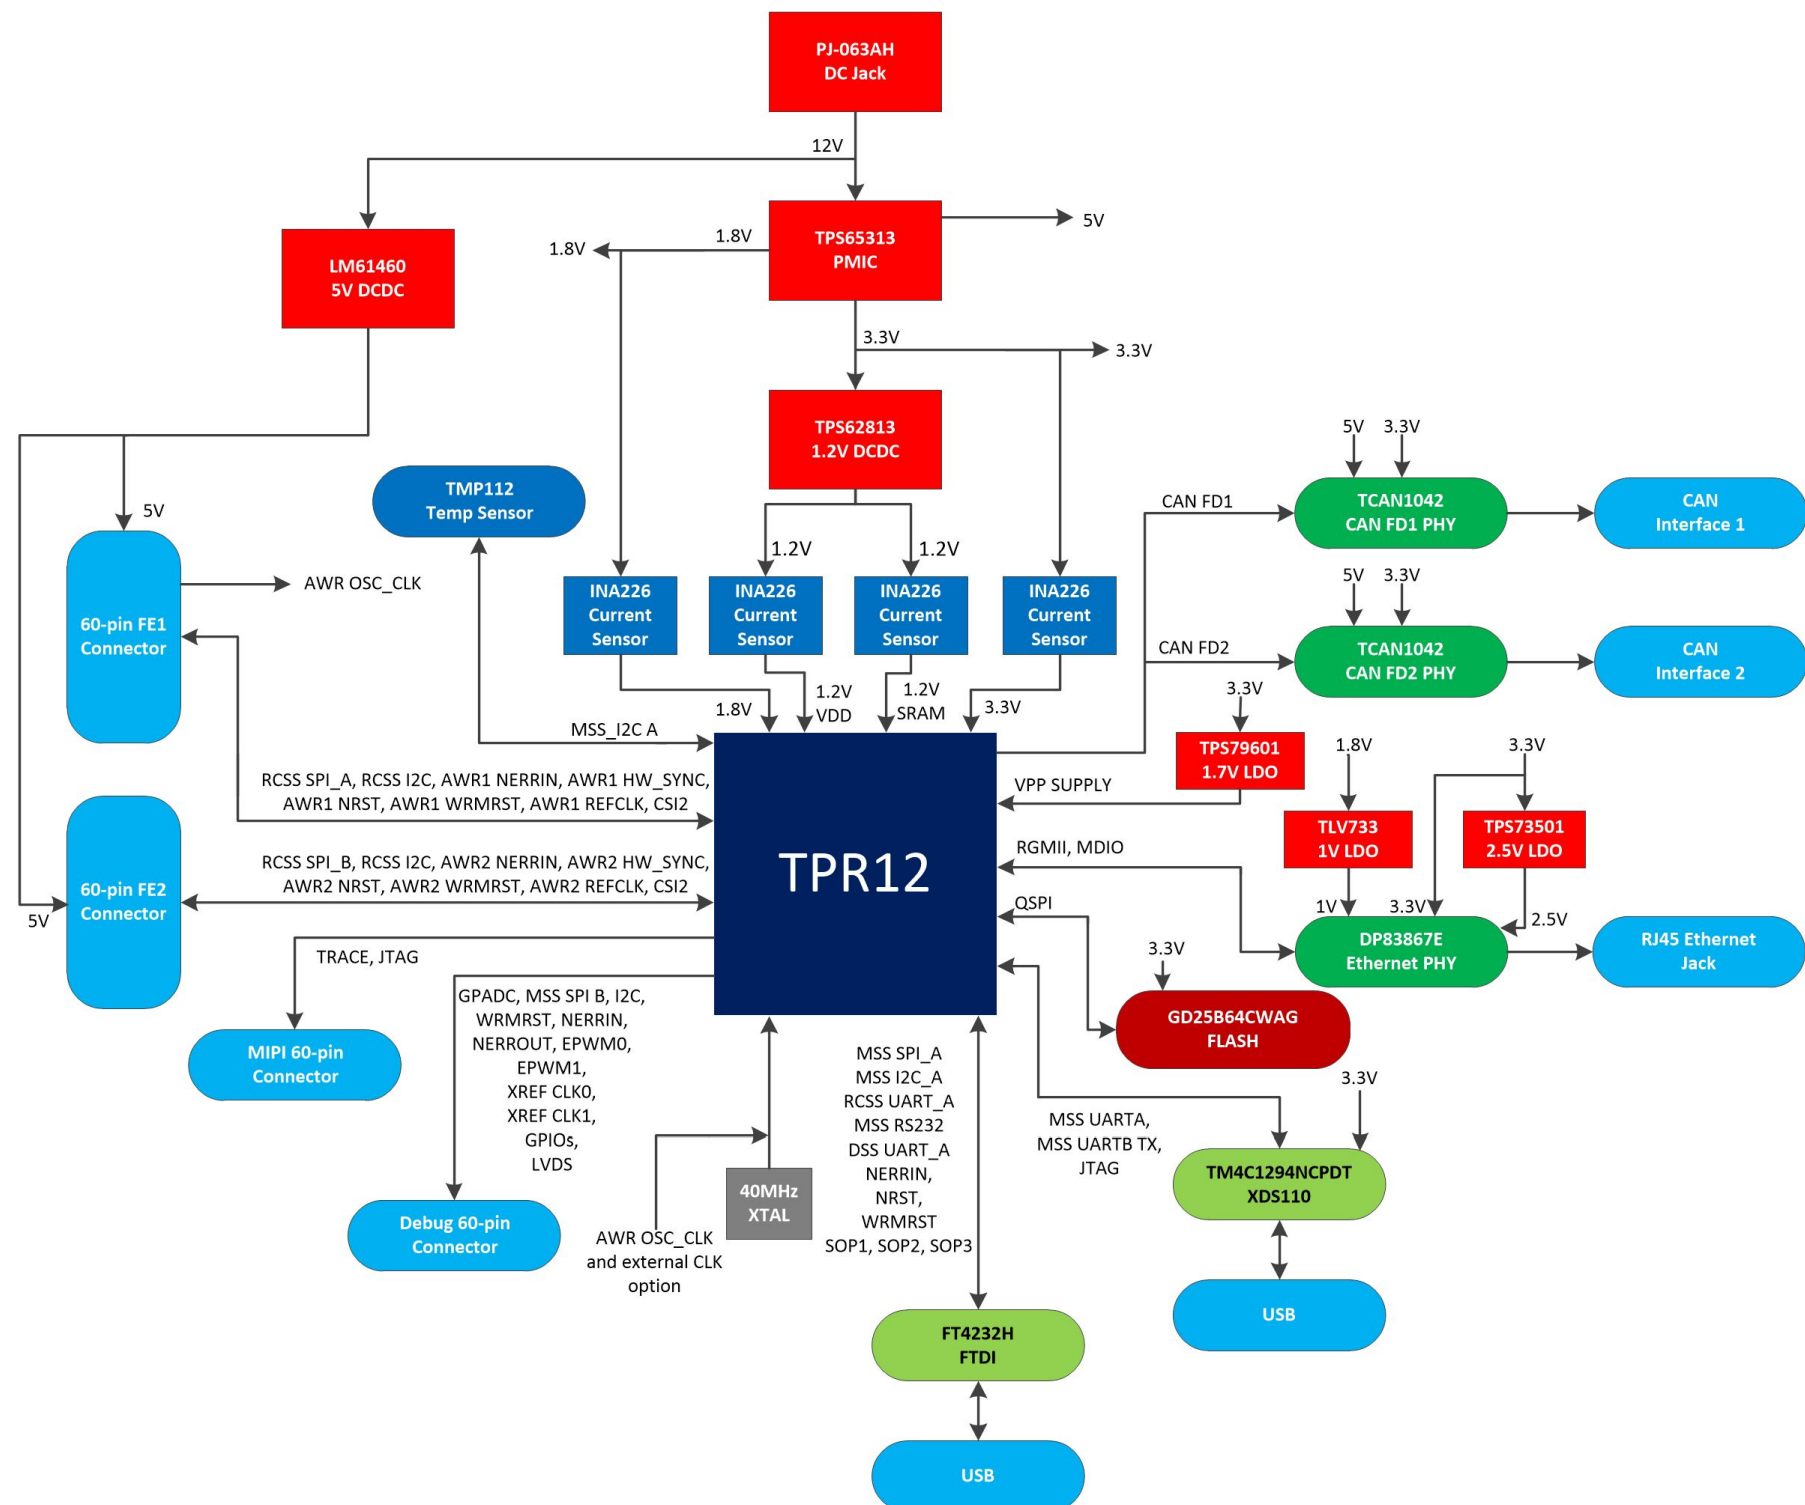 PJ-063AH
DC Jack
12V
TPS65313
PMIC
5V
1.8V
1.8V
LM61460
5V DCDC
3.3V
3.3V
TPS62813
1.2V DCDC
TMP112
Temp Sensor
5V
1.2V
1.2V
INA226
Current
Sensor
INA226
Current
Sensor
INA226
Current
Sensor
INA226
Current
Sensor
60-pin FE1
Connector
AWR OSC_CLK
1.8V
1.2V
VDD
1.2V
SRAM
3.3V
MSS_I2C A
RCSS SPI_A, RCSS I2C, AWR1 NERRIN, AWR1 HW_SYNC,
AWR1 NRST, AWR1 WRMRST, AWR1 REFCLK, CSI2
60-pin FE2
Connector
5V
RCSS SPI_B, RCSS I2C, AWR2 NERRIN, AWR2 HW_SYNC,
AWR2 NRST, AWR2 WRMRST, AWR2 REFCLK, CSI2
TPR12
5V
3.3V
CAN FD1
TCAN1042
CAN FD1 PHY
CAN
Interface 1
5V
3.3V
CAN FD2
TCAN1042
CAN FD2 PHY
CAN
Interface 2
3.3V
TPS79601
1.7V LDO
VPP SUPPLY
1.8V
3.3V
TLV733
1V LDO
TPS73501
2.5V LDO
RGMII, MDIO
1V
3.3V
2.5V
DP83867E
Ethernet PHY
RJ45 Ethernet
Jack
QSPI
3.3V
GD25B64CWAG
FLASH
TRACE, JTAG
MIPI 60-pin
Connector
GPADC, MSS SPI B, I2C,
WRMRST, NERRIN,
NERROUT, EPWM0,
EPWM1,
XREF CLK0,
XREF CLK1,
GPIOs,
LVDS
Debug 60-pin
Connector
40MHz
XTAL
AWR OSC_CLK
and external CLK
option
MSS SPI_A
MSS I2C_A
RCSS UART_A
MSS RS232
DSS UART_A
NERRIN,
NRST,
WRMRST
SOP1, SOP2, SOP3
FT4232H
FTDI
USB
3.3V
MSS UARTA,
MSS UARTB TX,
JTAG
TM4C1294NCPDT
XDS110
USB